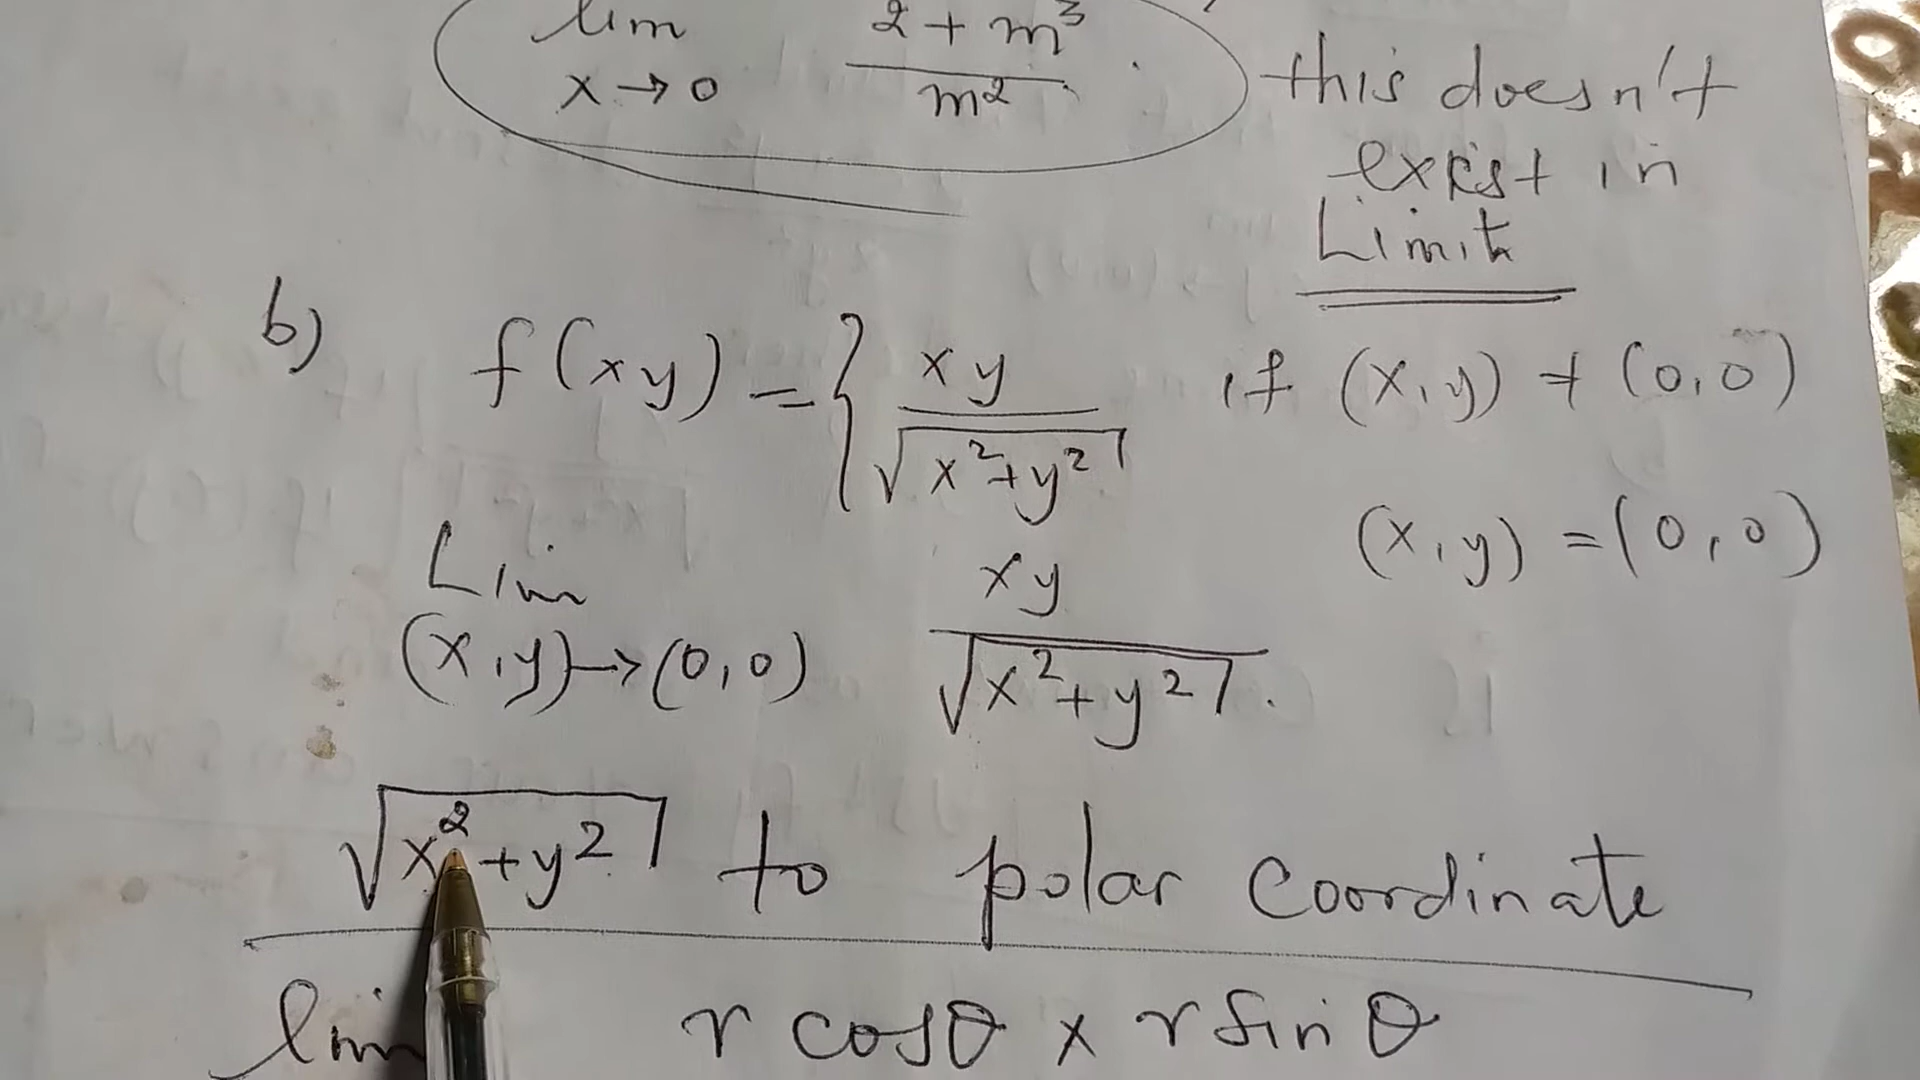 lim 2 + m³
x → 0 m² this doesn't
exist in
Limit
b) f(xy) = { xy if (x,y) ≠ (0,0)
√x²+y²
(x,y) = (0,0)
Lim xy
(x,y)→(0,0) √x²+y².
√x²+y² to polar coordinate
lim r cosθ x r sin θ